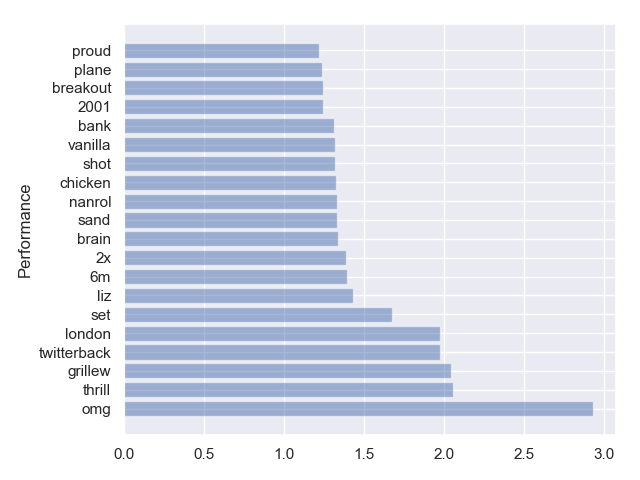 proud
plane
breakout
2001
bank
vanilla
shot
chicken
nanrol
sand
brain
2x
6m
liz
set
london
twitterback
grillew
thrill
omg
Performance
0.0 0.5 1.0 1.5 2.0 2.5 3.0